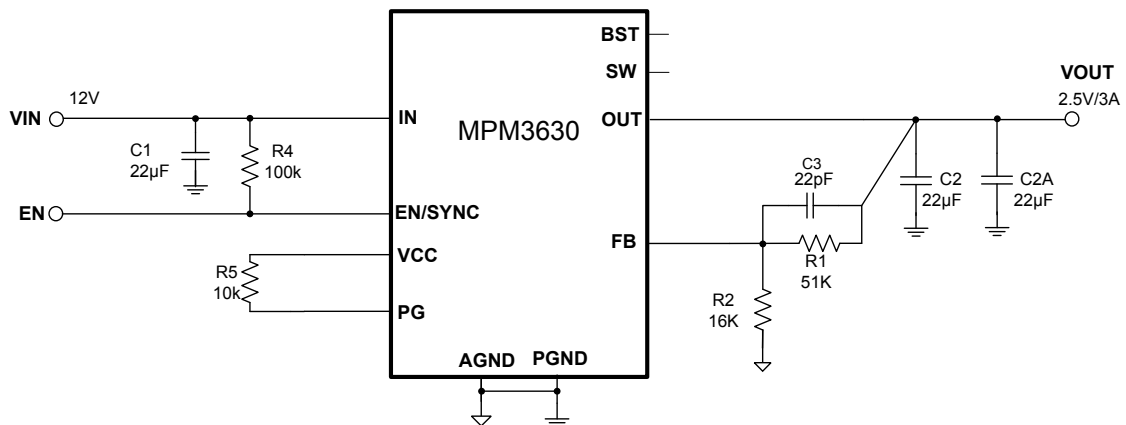 BST
SW
VOUT
12V
2.5V/3A
VIN
IN
MPM3630
OUT
C1
22µF
R4
100k
C3
22pF
C2
22µF
C2A
22µF
EN
EN/SYNC
FB
R1
51K
VCC
R5
10k
R2
16K
PG
AGND
PGND